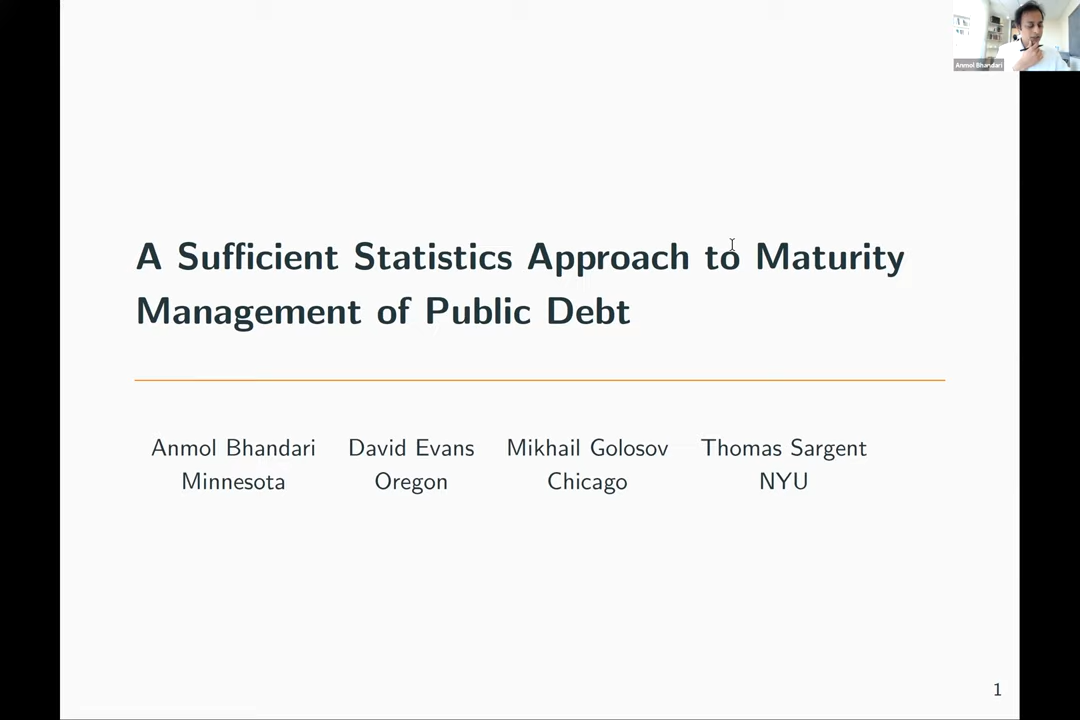 Anmol Bhandari
A Sufficient Statistics Approach to Maturity
Management of Public Debt
Anmol Bhandari David Evans Mikhail Golosov Thomas Sargent
Minnesota Oregon Chicago NYU
1